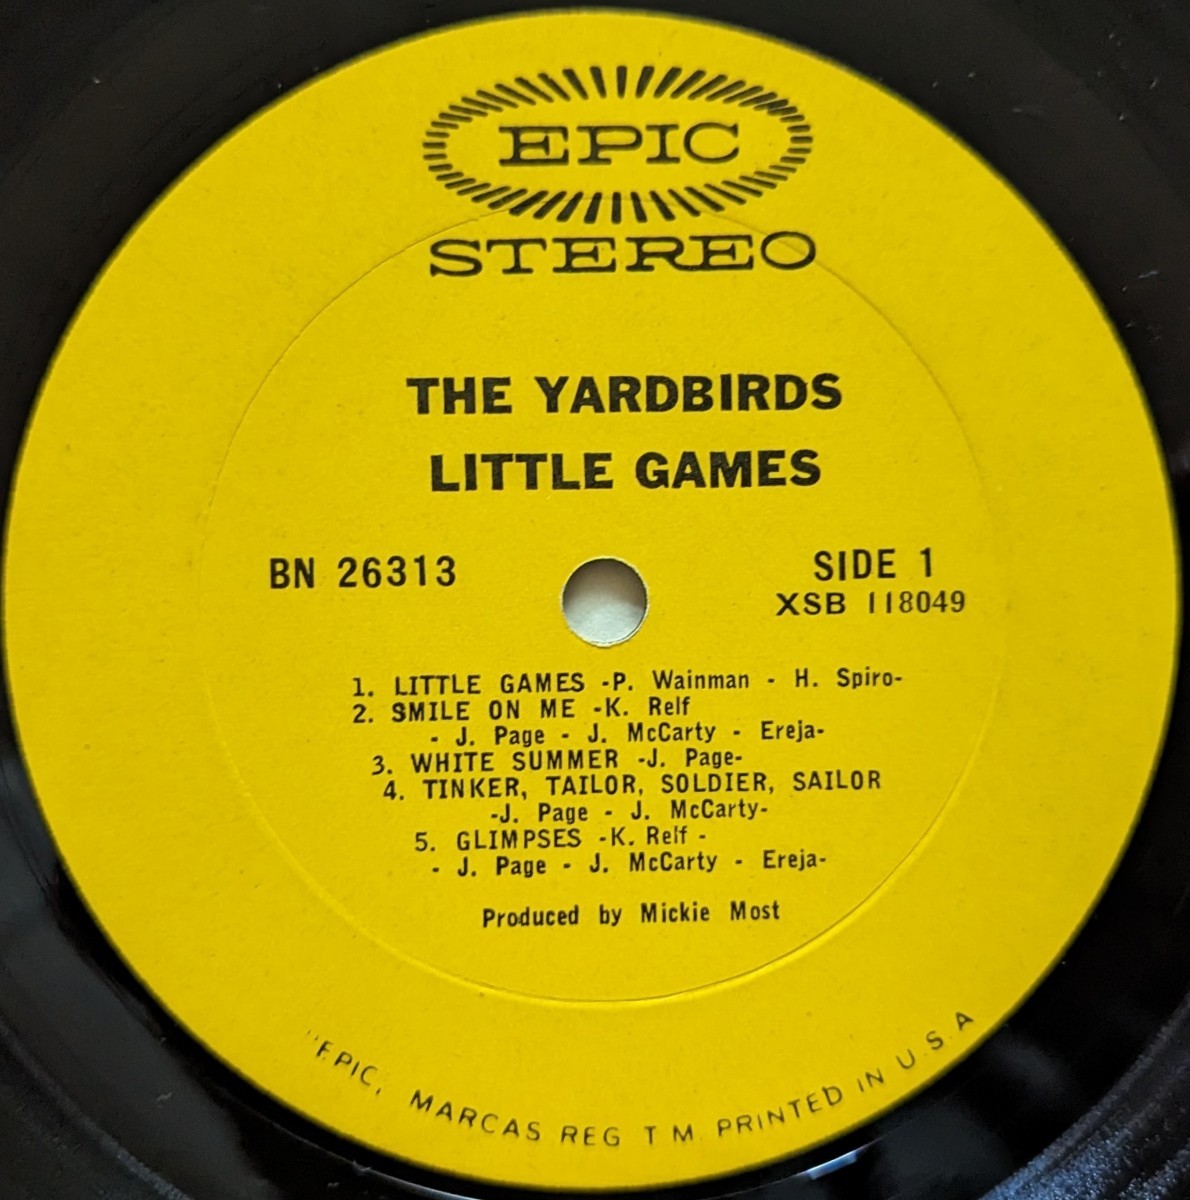 EPIC
STEREO
THE YARDBIRDS
LITTLE GAMES
BN 26313
SIDE 1
XSB 118049
1. LITTLE GAMES -P. Wainman - H. Spiro-
2. SMILE ON ME -K. Relf
- J. Page - J. McCarty - Ereja-
3. WHITE SUMMER -J. Page-
4. TINKER, TAILOR, SOLDIER, SAILOR
-J. Page - J. McCarty-
5. GLIMPSES -K. Relf -
- J. Page - J. McCarty - Ereja-
Produced by Mickie Most
"EPIC, MARCAS REG T M PRINTED IN U.S.A